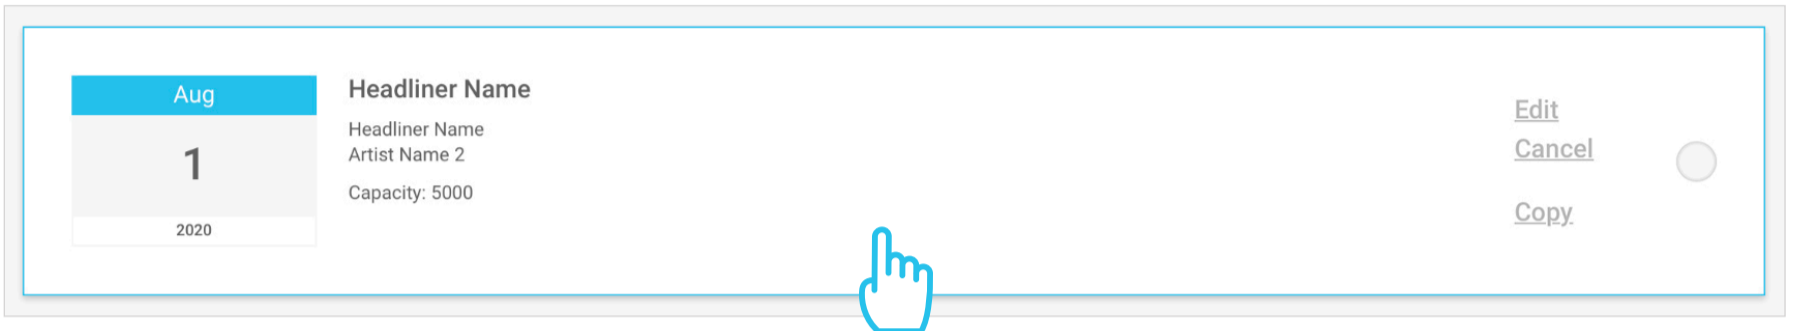 Aug
1
2020
Headliner Name
Headliner Name
Artist Name 2
Capacity: 5000
Edit
Cancel
Copy